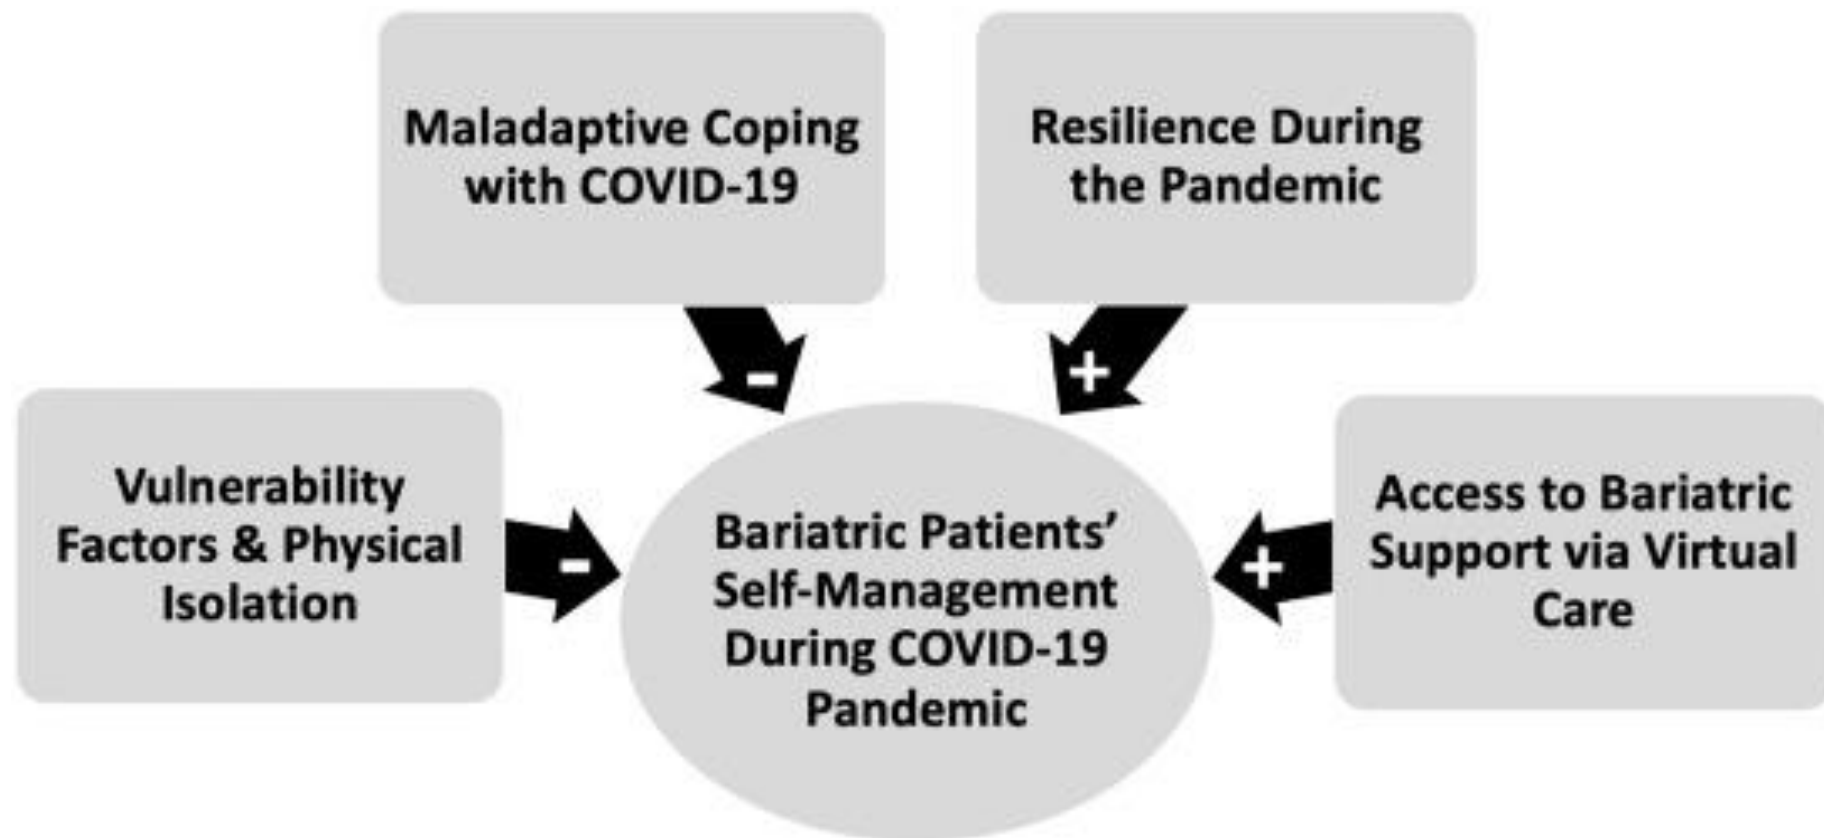 Maladaptive Coping
with COVID-19
Resilience During
the Pandemic
-
+
Vulnerability
Factors & Physical
Isolation
-
Bariatric Patients’
Self-Management
During COVID-19
Pandemic
+
Access to Bariatric
Support via Virtual
Care